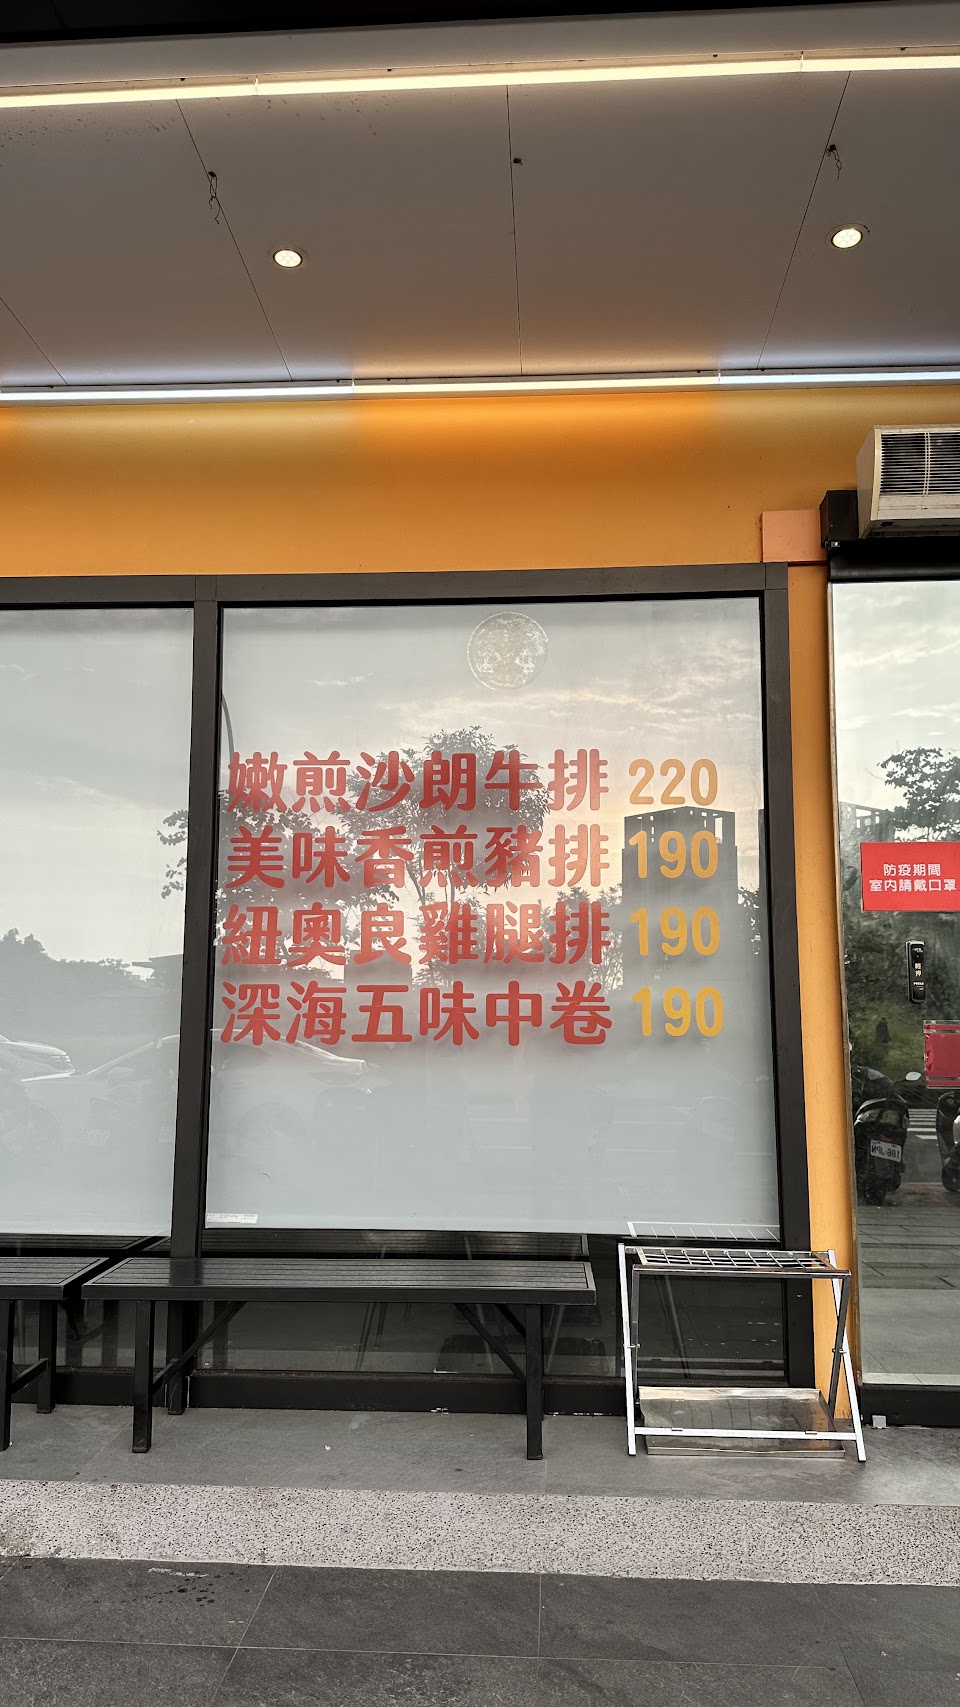 嫩煎沙朗牛排 220
美味香煎豬排 190
紐奧良雞腿排 190
深海五味中卷 190
防疫期間
室內請戴口罩